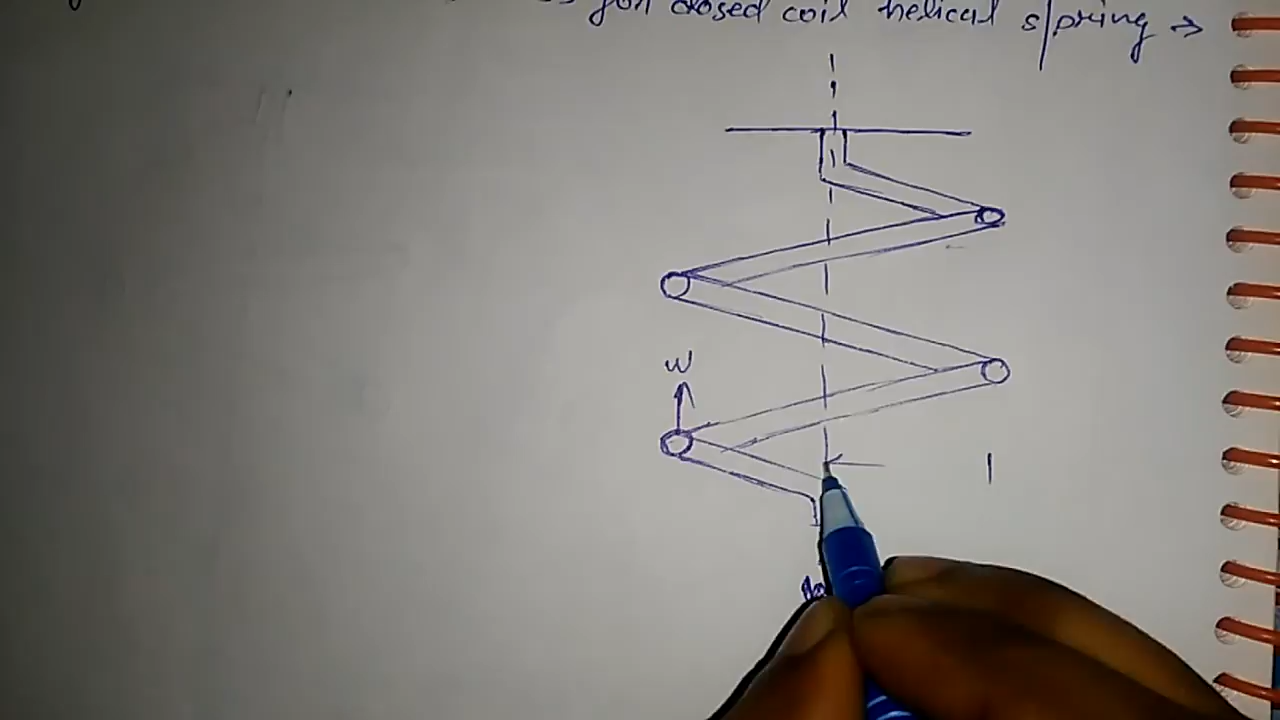 for closed coil helical spring →
W